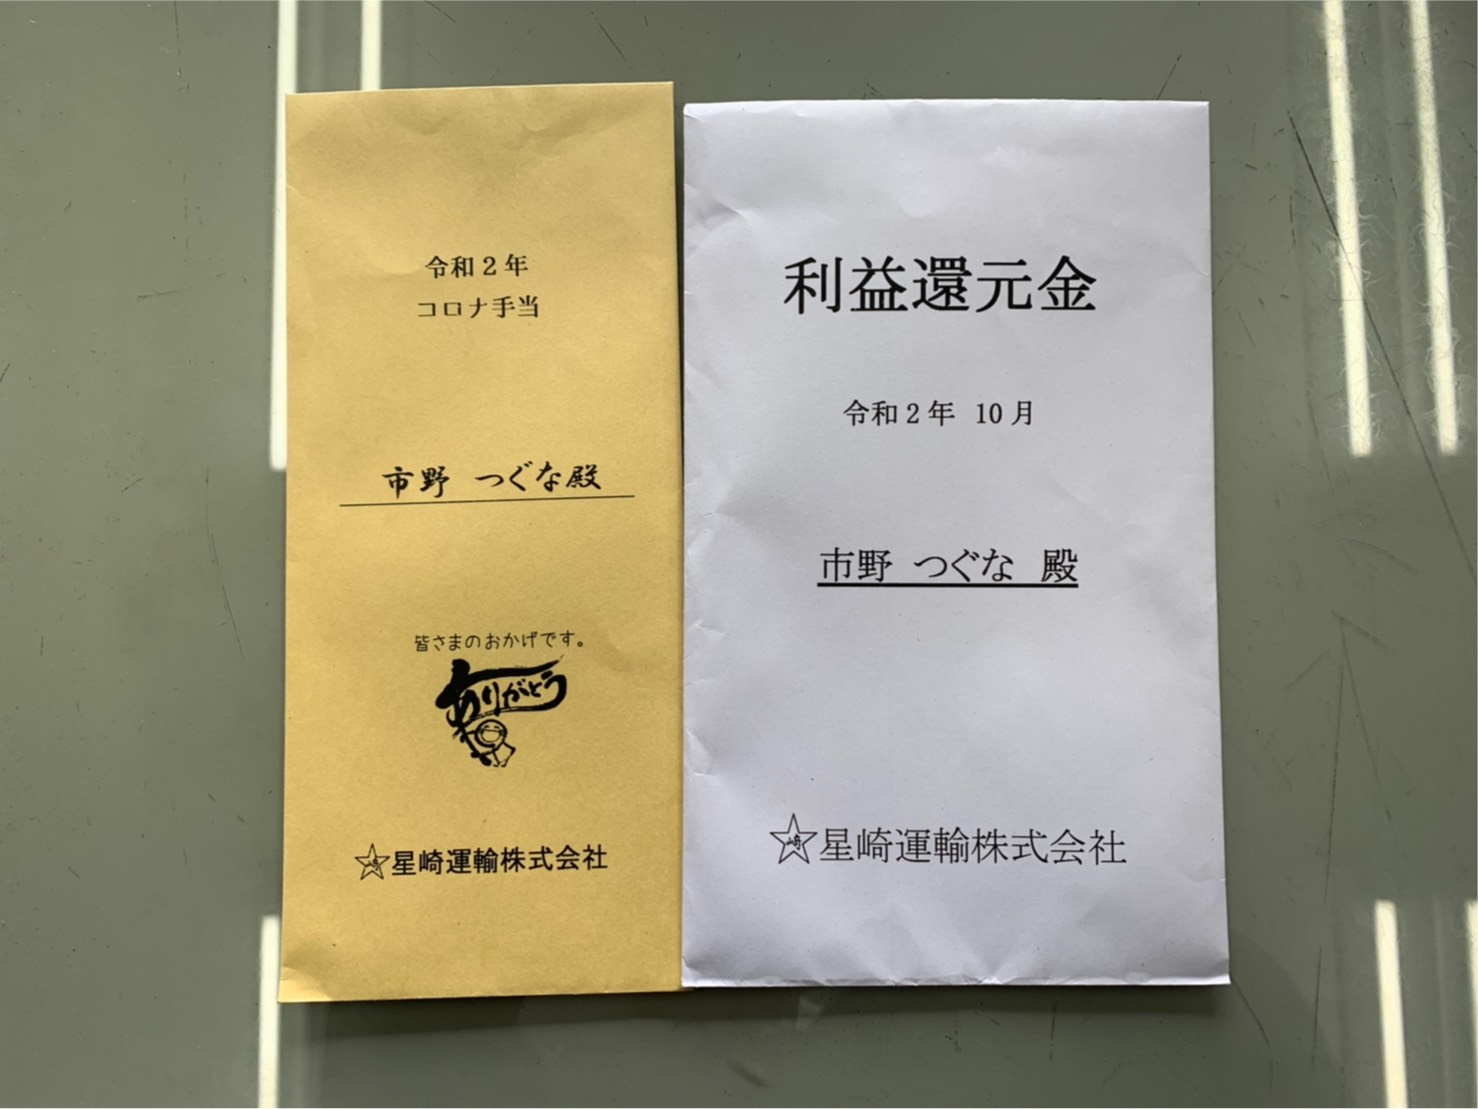 令和2年
コロナ手当
市野 つぐな殿
皆さまのおかげです。
ありがとう
崎
星崎運輸株式会社
利益還元金
令和2年 10月
市野 つぐな 殿
崎
星崎運輸株式会社